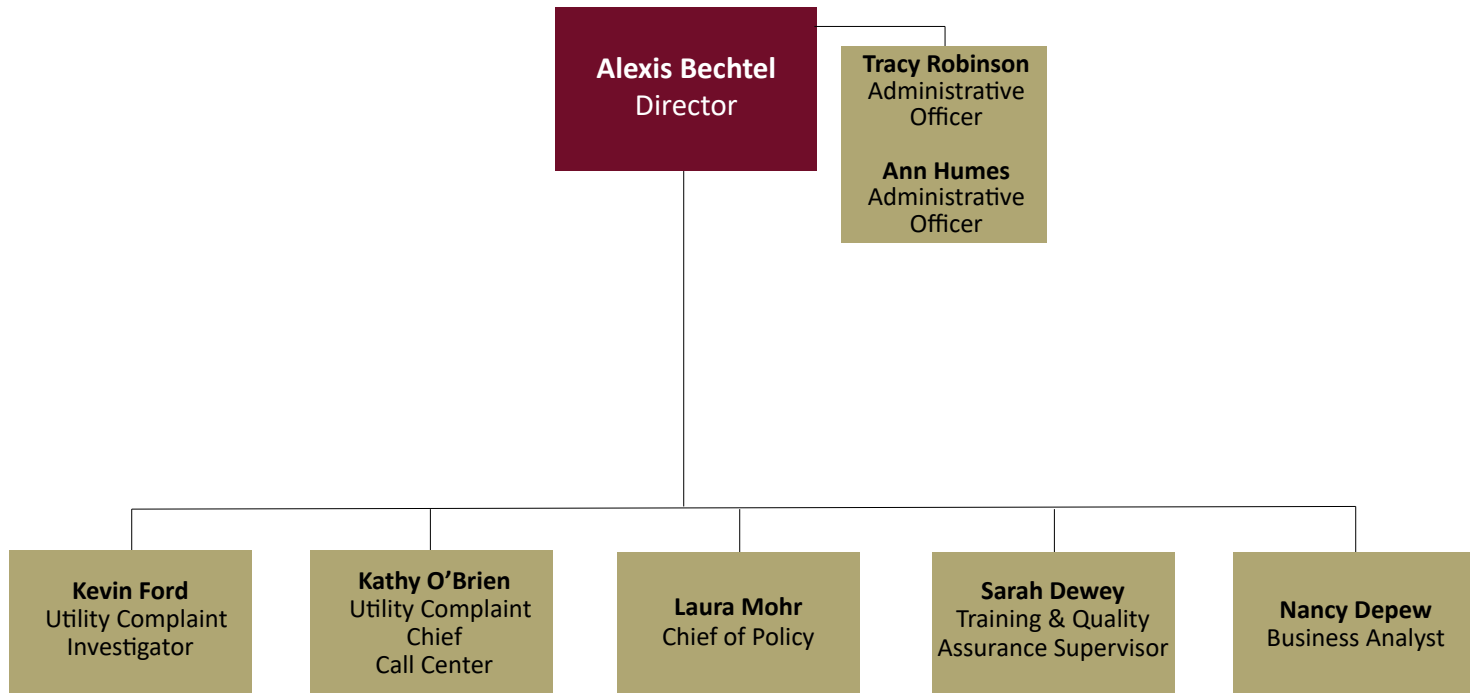 Alexis Bechtel
Director
Tracy Robinson
Administrative
Officer
Ann Humes
Administrative
Officer
Kevin Ford
Utility Complaint
Investigator
Kathy O’Brien
Utility Complaint
Chief
Call Center
Laura Mohr
Chief of Policy
Sarah Dewey
Training & Quality
Assurance Supervisor
Nancy Depew
Business Analyst